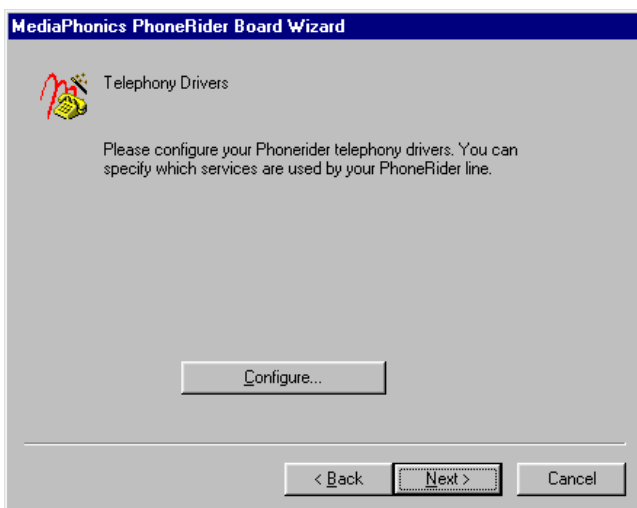 MediaPhonics PhoneRider Board Wizard
Telephony Drivers
Please configure your Phonerider telephony drivers. You can
specify which services are used by your PhoneRider line.
Configure...
< Back
Next >
Cancel